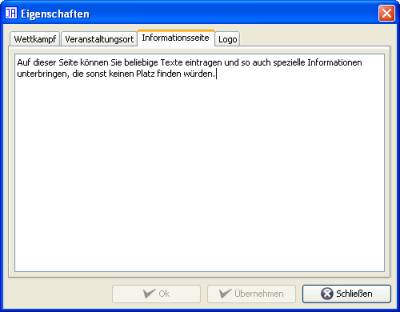 Eigenschaften
Wettkampf Veranstaltungsort Informationsseite Logo
Auf dieser Seite können Sie beliebige Texte eintragen und so auch spezielle Informationen
unterbringen, die sonst keinen Platz finden würden.
Ok Übernehmen Schließen